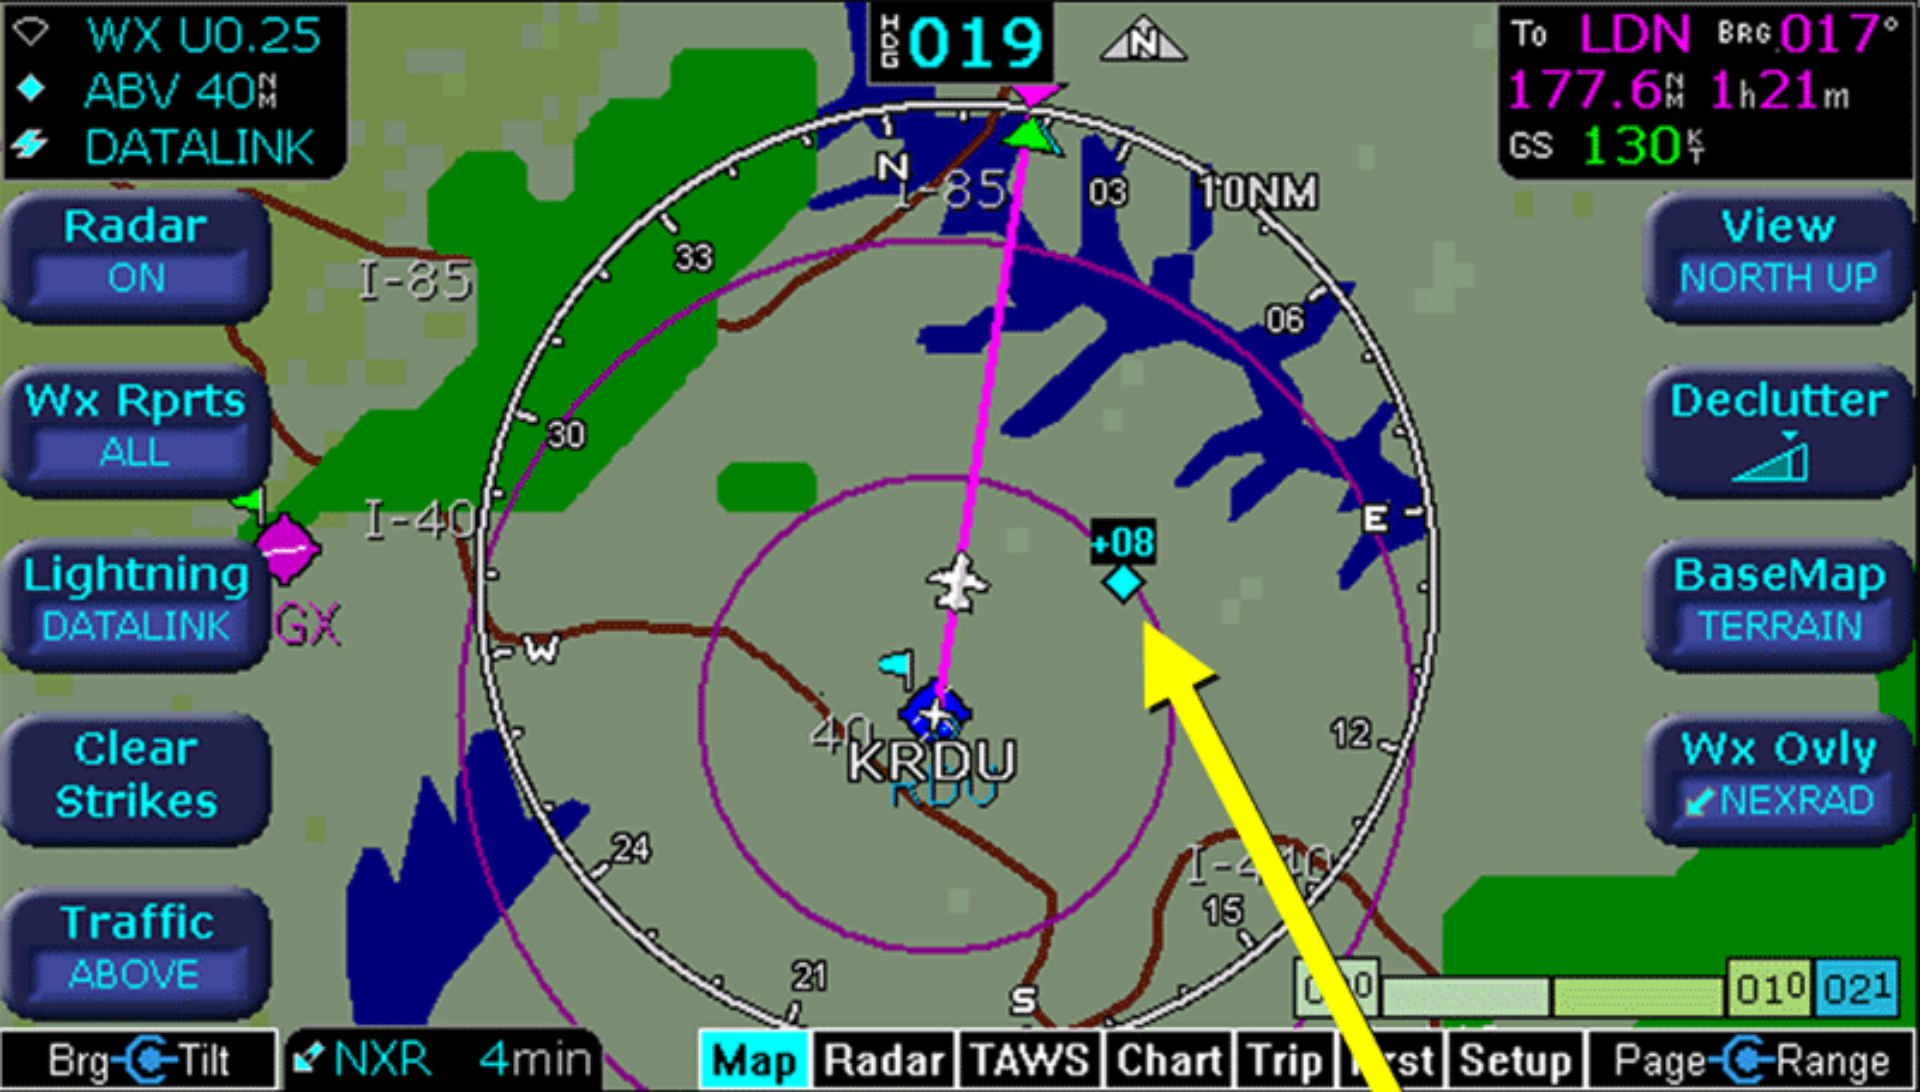 WX U0.25
ABV 40NM
DATALINK
HDG 019
N
To LDN BRG 017°
177.6NM 1h21m
GS 130KT
Radar
ON
Wx Rprts
ALL
Lightning
DATALINK
Clear
Strikes
Traffic
ABOVE
View
NORTH UP
Declutter
BaseMap
TERRAIN
Wx Ovly
NEXRAD
N
I-85
03
10NM
I-85
33
06
30
I-40
E
+08
GX
W
40
KRDU
RDU
12
24
15
21
S
010
021
Brg Tilt
NXR 4min
Map
Radar
TAWS
Chart
Trip
Setup
Page Range